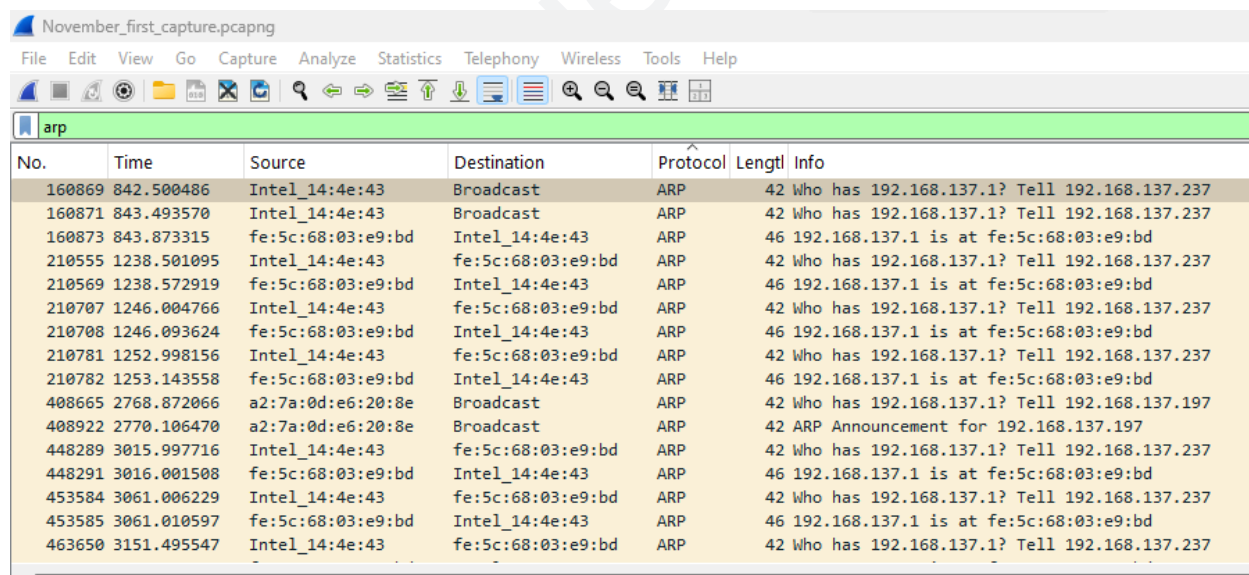 November_first_capture.pcapng
File Edit View Go Capture Analyze Statistics Telephony Wireless Tools Help
arp
No. Time Source Destination Protocol Lengtl Info
160869 842.500486 Intel_14:4e:43 Broadcast ARP 42 Who has 192.168.137.1? Tell 192.168.137.237
160871 843.493570 Intel_14:4e:43 Broadcast ARP 42 Who has 192.168.137.1? Tell 192.168.137.237
160873 843.873315 fe:5c:68:03:e9:bd Intel_14:4e:43 ARP 46 192.168.137.1 is at fe:5c:68:03:e9:bd
210555 1238.501095 Intel_14:4e:43 fe:5c:68:03:e9:bd ARP 42 Who has 192.168.137.1? Tell 192.168.137.237
210569 1238.572919 fe:5c:68:03:e9:bd Intel_14:4e:43 ARP 46 192.168.137.1 is at fe:5c:68:03:e9:bd
210707 1246.004766 Intel_14:4e:43 fe:5c:68:03:e9:bd ARP 42 Who has 192.168.137.1? Tell 192.168.137.237
210708 1246.093624 fe:5c:68:03:e9:bd Intel_14:4e:43 ARP 46 192.168.137.1 is at fe:5c:68:03:e9:bd
210781 1252.998156 Intel_14:4e:43 fe:5c:68:03:e9:bd ARP 42 Who has 192.168.137.1? Tell 192.168.137.237
210782 1253.143558 fe:5c:68:03:e9:bd Intel_14:4e:43 ARP 46 192.168.137.1 is at fe:5c:68:03:e9:bd
408665 2768.872066 a2:7a:0d:e6:20:8e Broadcast ARP 42 Who has 192.168.137.1? Tell 192.168.137.197
408922 2770.106470 a2:7a:0d:e6:20:8e Broadcast ARP 42 ARP Announcement for 192.168.137.197
448289 3015.997716 Intel_14:4e:43 fe:5c:68:03:e9:bd ARP 42 Who has 192.168.137.1? Tell 192.168.137.237
448291 3016.001508 fe:5c:68:03:e9:bd Intel_14:4e:43 ARP 46 192.168.137.1 is at fe:5c:68:03:e9:bd
453584 3061.006229 Intel_14:4e:43 fe:5c:68:03:e9:bd ARP 42 Who has 192.168.137.1? Tell 192.168.137.237
453585 3061.010597 fe:5c:68:03:e9:bd Intel_14:4e:43 ARP 46 192.168.137.1 is at fe:5c:68:03:e9:bd
463650 3151.495547 Intel_14:4e:43 fe:5c:68:03:e9:bd ARP 42 Who has 192.168.137.1? Tell 192.168.137.237